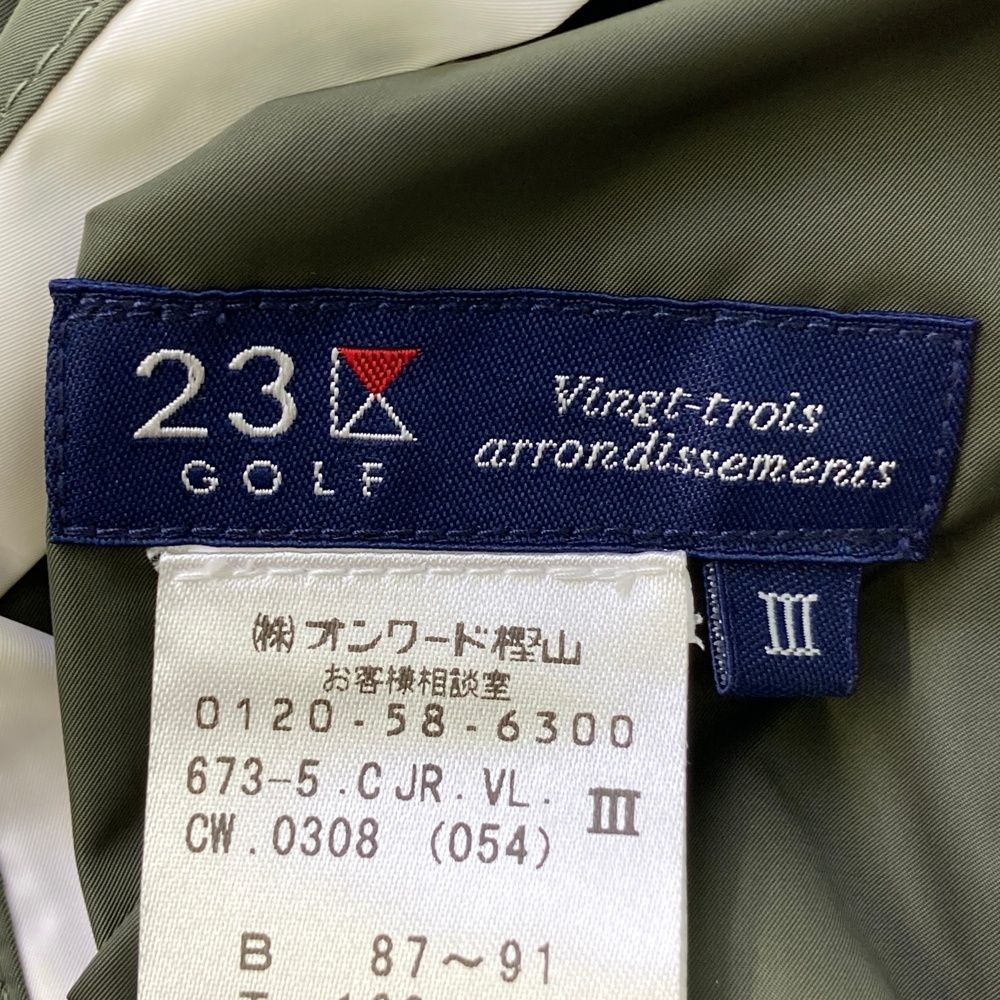 23
GOLF
Vingt-trois
arrondissements
III
(株)オンワード樫山
お客様相談室
0120-58-6300
673-5.CJR.VL. III
CW.0308 (054)
B 87～91